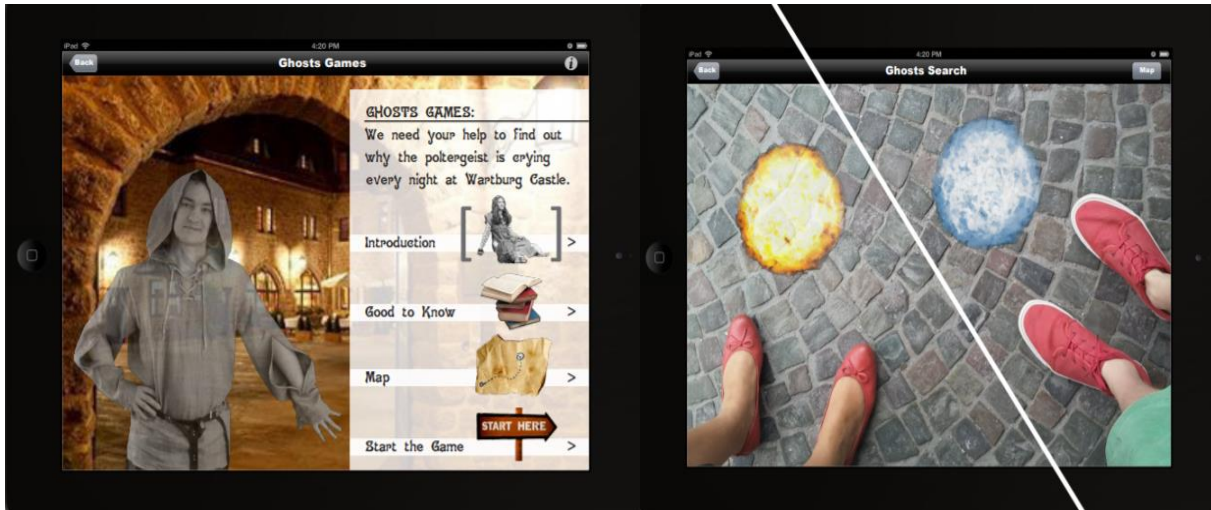 iPad
4:20 PM
Back
Ghosts Games
i
GHOSTS GAMES:
We need your help to find out
why the poltergeist is crying
every night at Wartburg Castle.
Introduction >
Good to Know >
Map >
START HERE
Start the Game >
iPad
4:20 PM
Back
Ghosts Search
Map